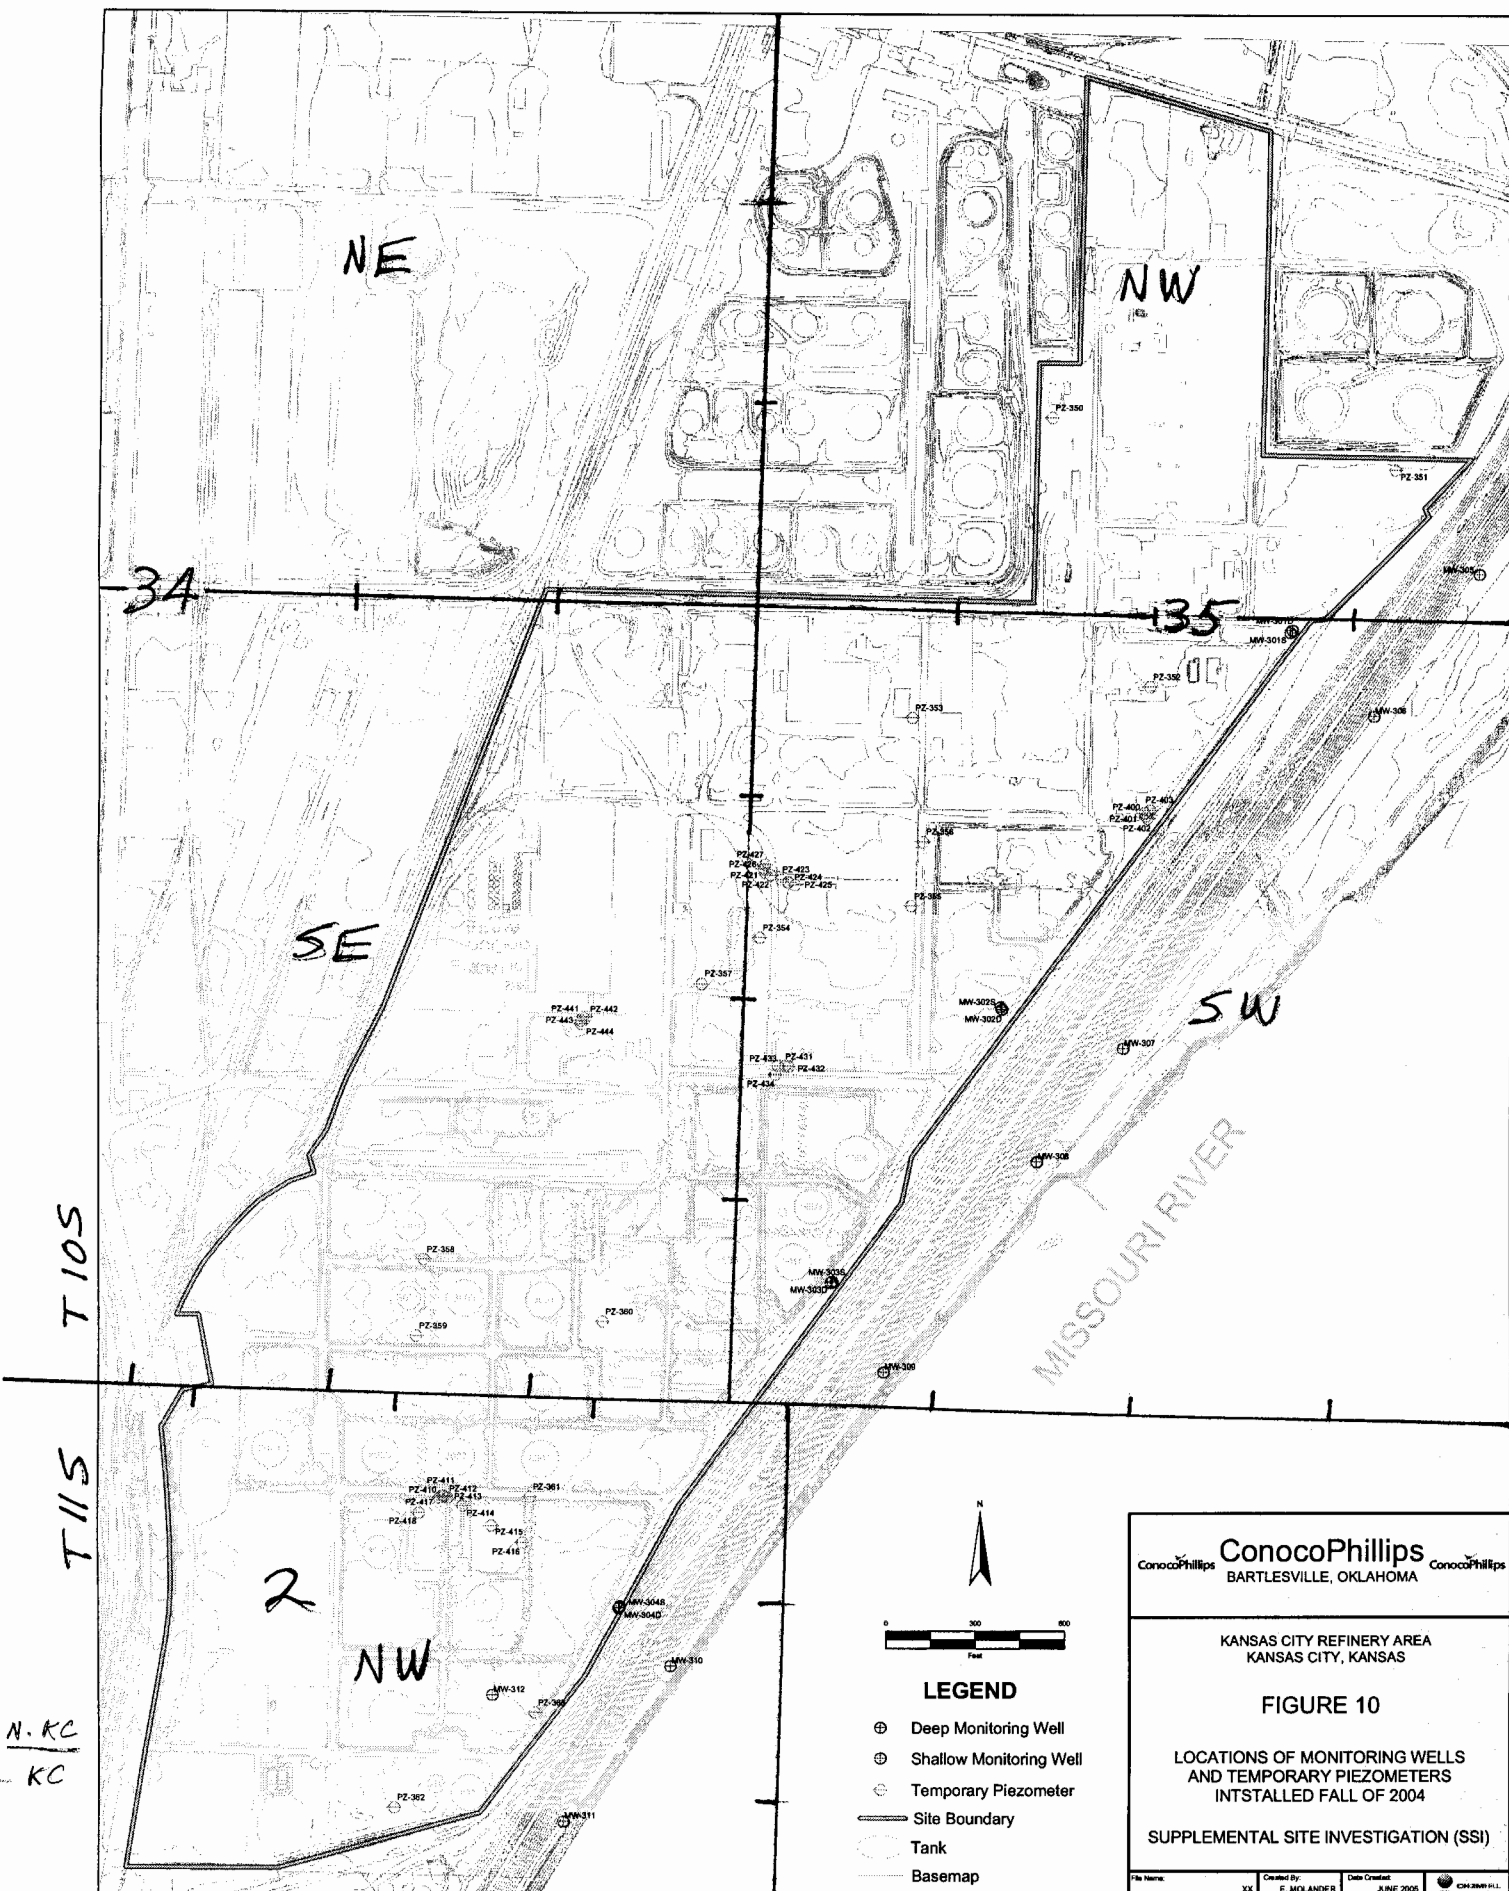 NE
NW
PZ-350
PZ-351
MW-305
34
35
MW-301D
MW-301S
PZ-352
MW-306
PZ-353
PZ-403
PZ-400
PZ-401
PZ-402
PZ-356
PZ-427
PZ-426
PZ-423
PZ-421
PZ-424
PZ-422
PZ-425
PZ-355
PZ-354
SE
PZ-357
PZ-441
PZ-442
PZ-443
PZ-444
MW-302S
MW-302D
SW
MW-307
PZ-433
PZ-431
PZ-432
PZ-434
MW-308
MISSOURI RIVER
T 10S
PZ-358
MW-303S
MW-303D
PZ-360
PZ-359
MW-309
T 11S
PZ-411
PZ-410
PZ-412
PZ-413
PZ-361
PZ-417
PZ-414
PZ-418
PZ-415
PZ-416
2
MW-304S
MW-304D
NW
MW-310
MW-312
N. KC
KC
PZ-362
MW-311
N
0 300 600
Feet
LEGEND
Deep Monitoring Well
Shallow Monitoring Well
Temporary Piezometer
Site Boundary
Tank
Basemap
ConocoPhillips ConocoPhillips ConocoPhillips
BARTLESVILLE, OKLAHOMA
KANSAS CITY REFINERY AREA
KANSAS CITY, KANSAS
FIGURE 10
LOCATIONS OF MONITORING WELLS
AND TEMPORARY PIEZOMETERS
INTSTALLED FALL OF 2004
SUPPLEMENTAL SITE INVESTIGATION (SSI)
File Name: XX
Created By: E. MOLANDER
Date Created: JUNE 2005
CH2MHILL